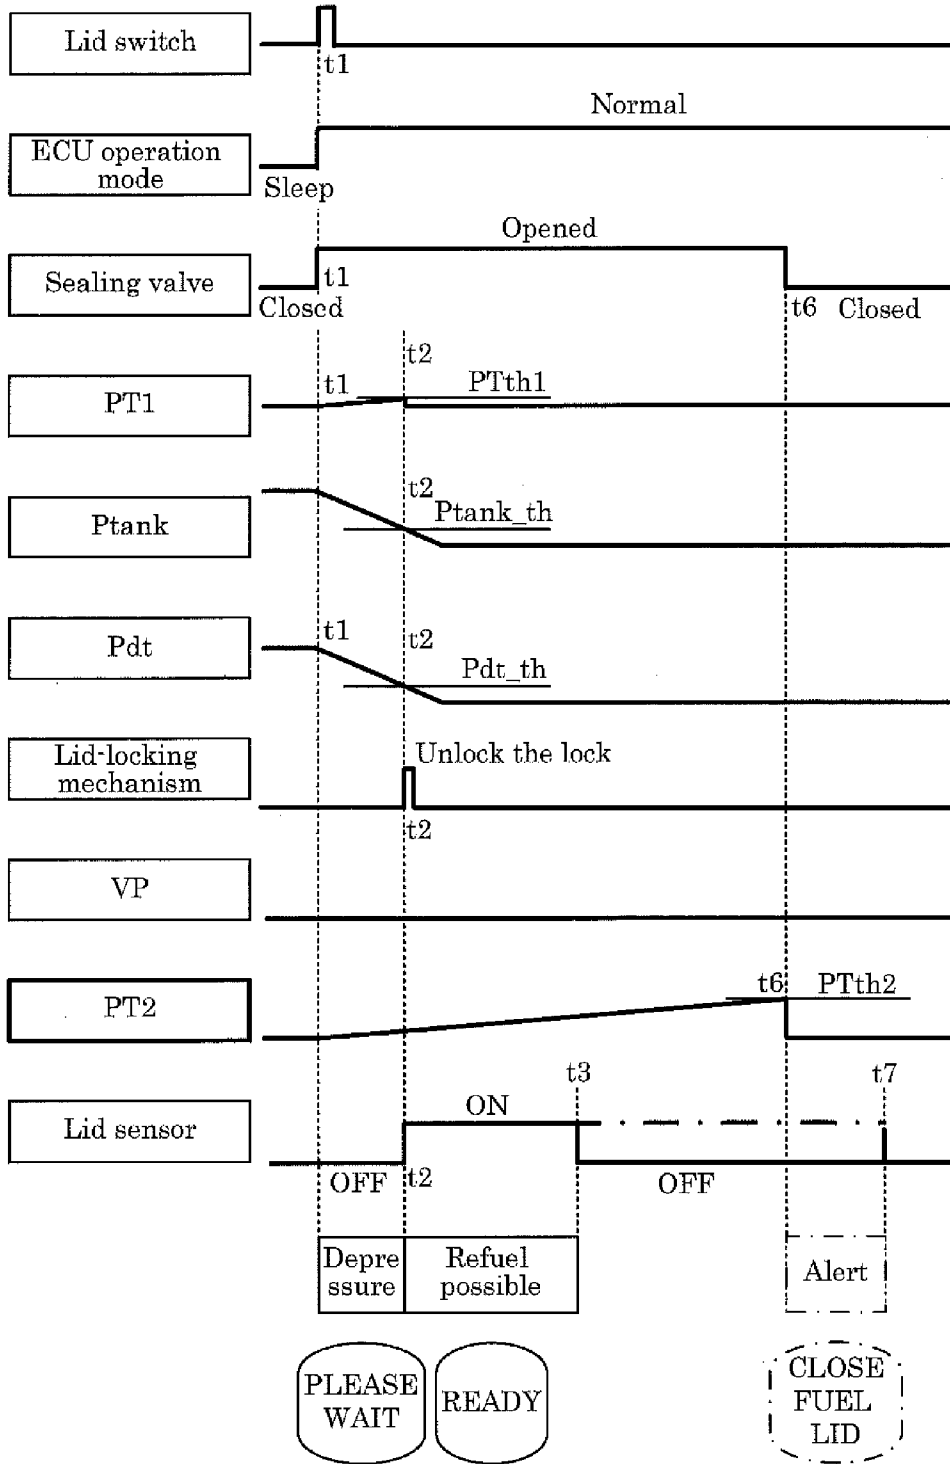 Lid switch
t1
Normal
ECU operation
mode
Sleep
Opened
Sealing valve
t1
Closed
t6 Closed
t2
PT1
t1
PTth1
t2
Ptank
Ptank_th
Pdt
t1
t2
Pdt_th
Lid-locking
mechanism
Unlock the lock
t2
VP
PT2
t6
PTth2
t3
t7
Lid sensor
ON
OFF
t2
OFF
Depre
ssure
Refuel
possible
Alert
PLEASE
WAIT
READY
CLOSE
FUEL
LID